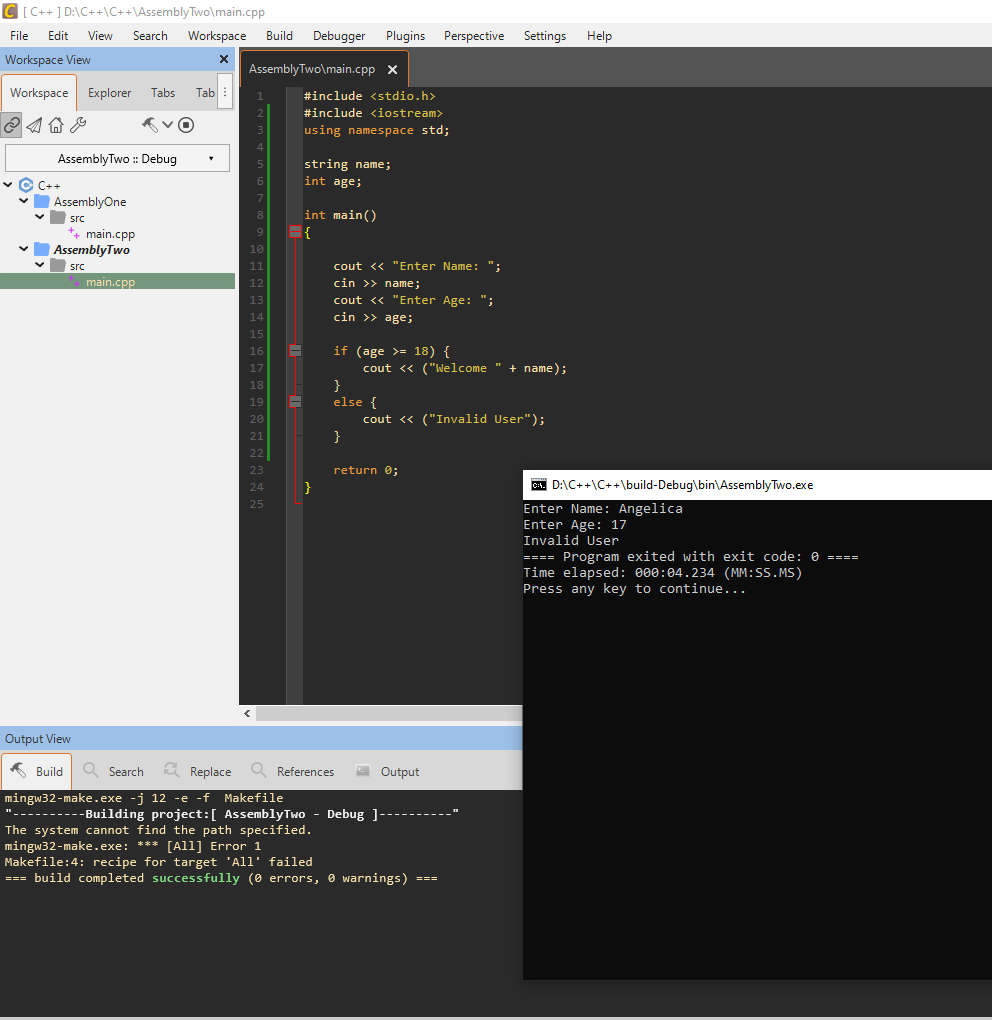 [ C++ ] D:\C++\C++\AssemblyTwo\main.cpp
File Edit View Search Workspace Build Debugger Plugins Perspective Settings Help
Workspace View
Workspace Explorer Tabs Tab
AssemblyTwo :: Debug
C++
AssemblyOne
src
main.cpp
AssemblyTwo
src
main.cpp
AssemblyTwo\main.cpp
1 #include <stdio.h>
2 #include <iostream>
3 using namespace std;
4
5 string name;
6 int age;
7
8 int main()
9 {
10
11 cout << "Enter Name: ";
12 cin >> name;
13 cout << "Enter Age: ";
14 cin >> age;
15
16 if (age >= 18) {
17 cout << ("Welcome " + name);
18 }
19 else {
20 cout << ("Invalid User");
21 }
22
23 return 0;
24 }
25
D:\C++\C++\build-Debug\bin\AssemblyTwo.exe
Enter Name: Angelica
Enter Age: 17
Invalid User
==== Program exited with exit code: 0 ====
Time elapsed: 000:04.234 (MM:SS.MS)
Press any key to continue...
Output View
Build Search Replace References Output
mingw32-make.exe -j 12 -e -f  Makefile
"----------Building project:[ AssemblyTwo - Debug ]----------"
The system cannot find the path specified.
mingw32-make.exe: *** [All] Error 1
Makefile:4: recipe for target 'All' failed
=== build completed successfully (0 errors, 0 warnings) ===